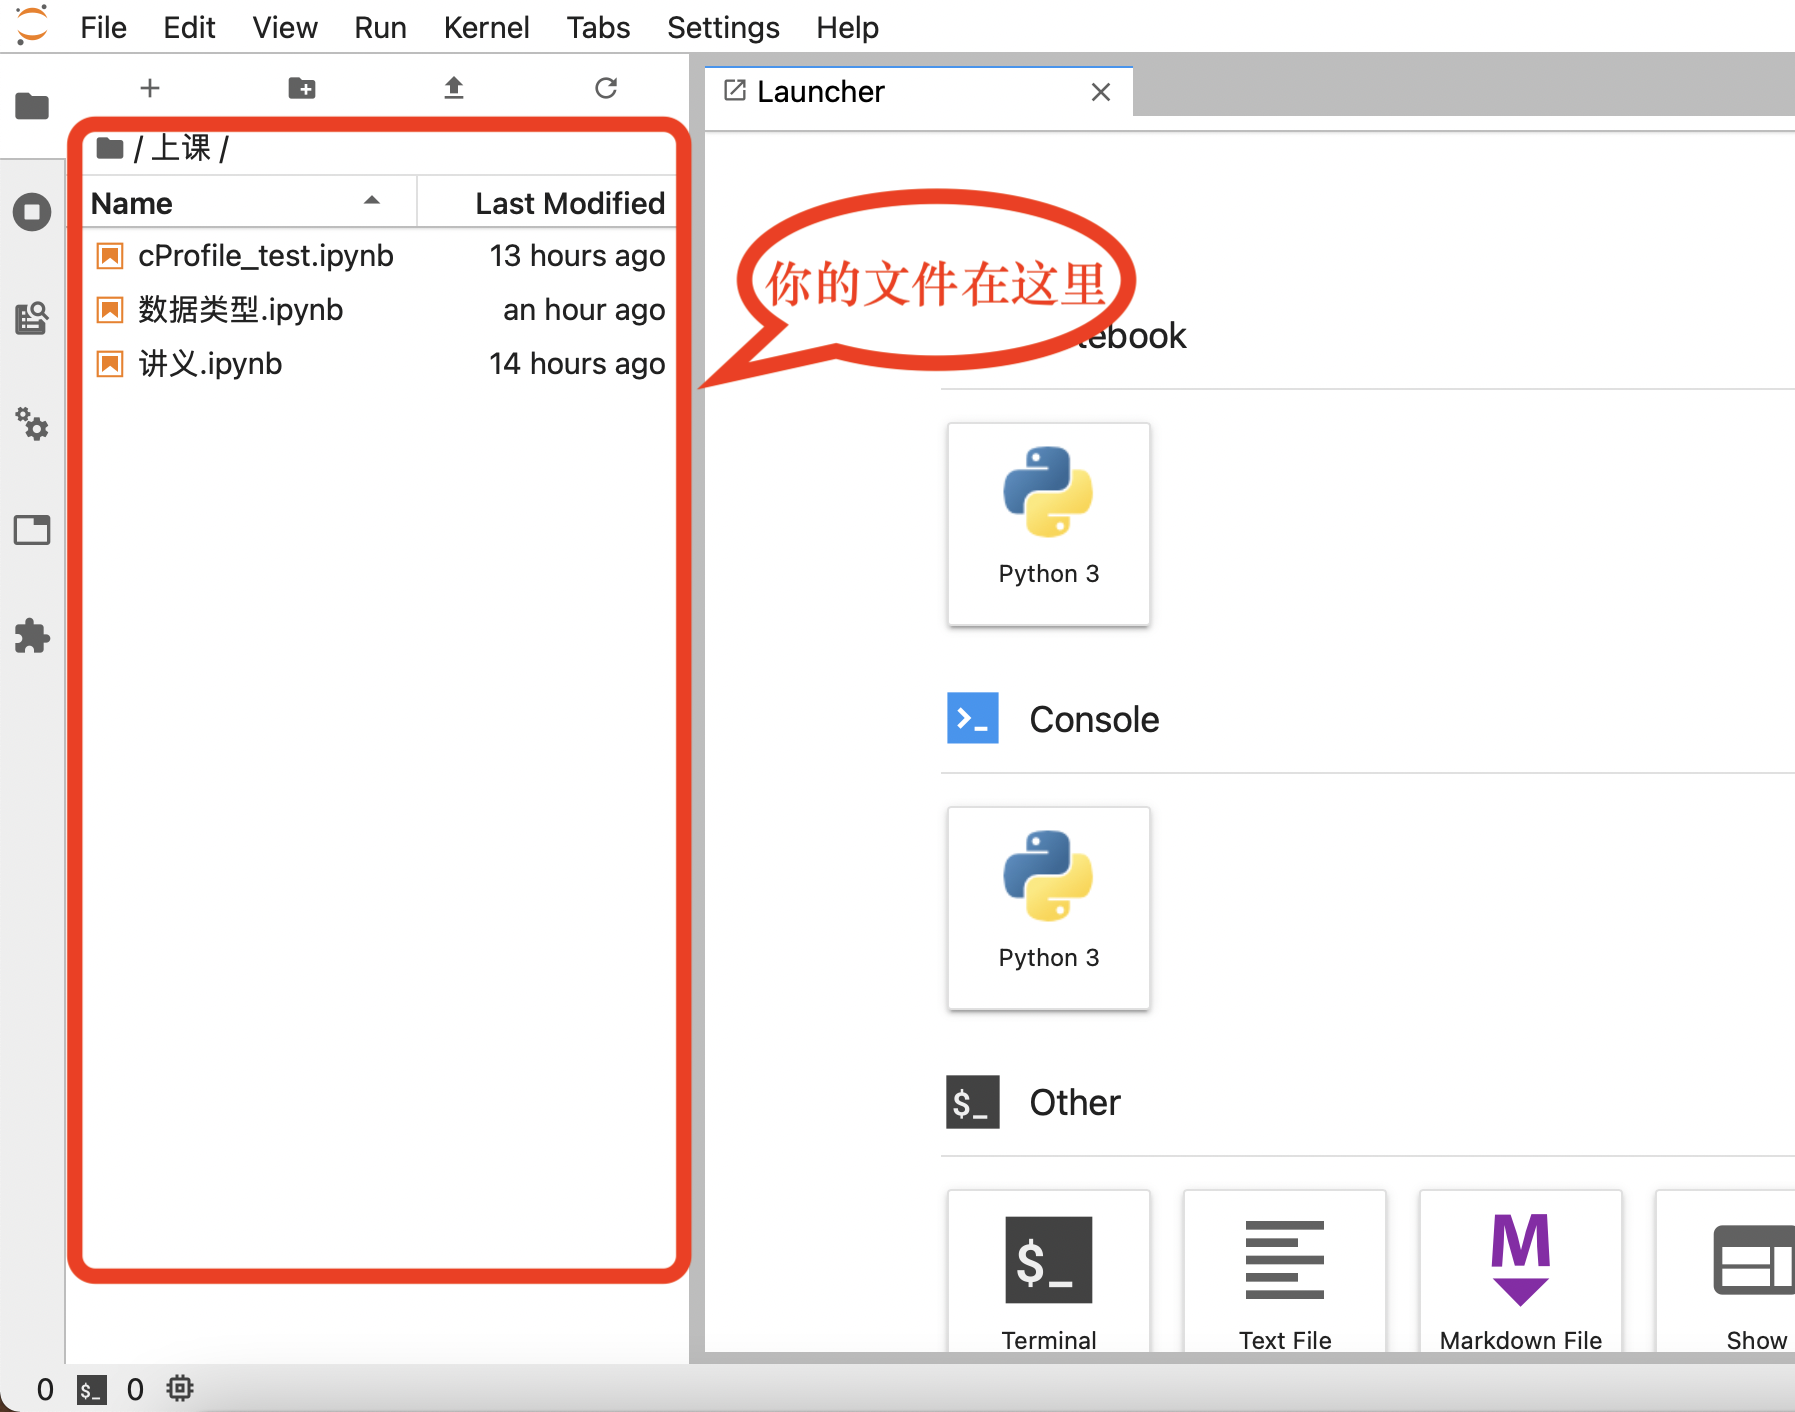 File Edit View Run Kernel Tabs Settings Help
Launcher
/ 上课 /
Name Last Modified
cProfile_test.ipynb 13 hours ago
数据类型.ipynb an hour ago
讲义.ipynb 14 hours ago
你的文件在这里
tebook
Python 3
Console
Python 3
$_ Other
$_
Terminal Text File Markdown File Show
0 $_ 0